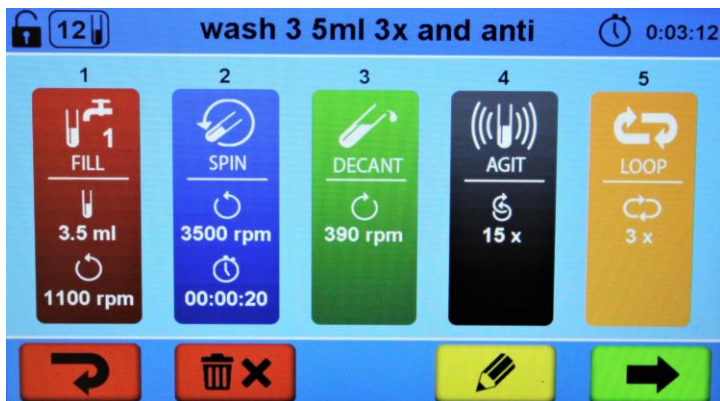 12
wash 3 5ml 3x and anti
0:03:12
1
2
3
4
5
1
FILL
3.5 ml
1100 rpm
SPIN
3500 rpm
00:00:20
DECANT
390 rpm
AGIT
15 x
LOOP
3 x